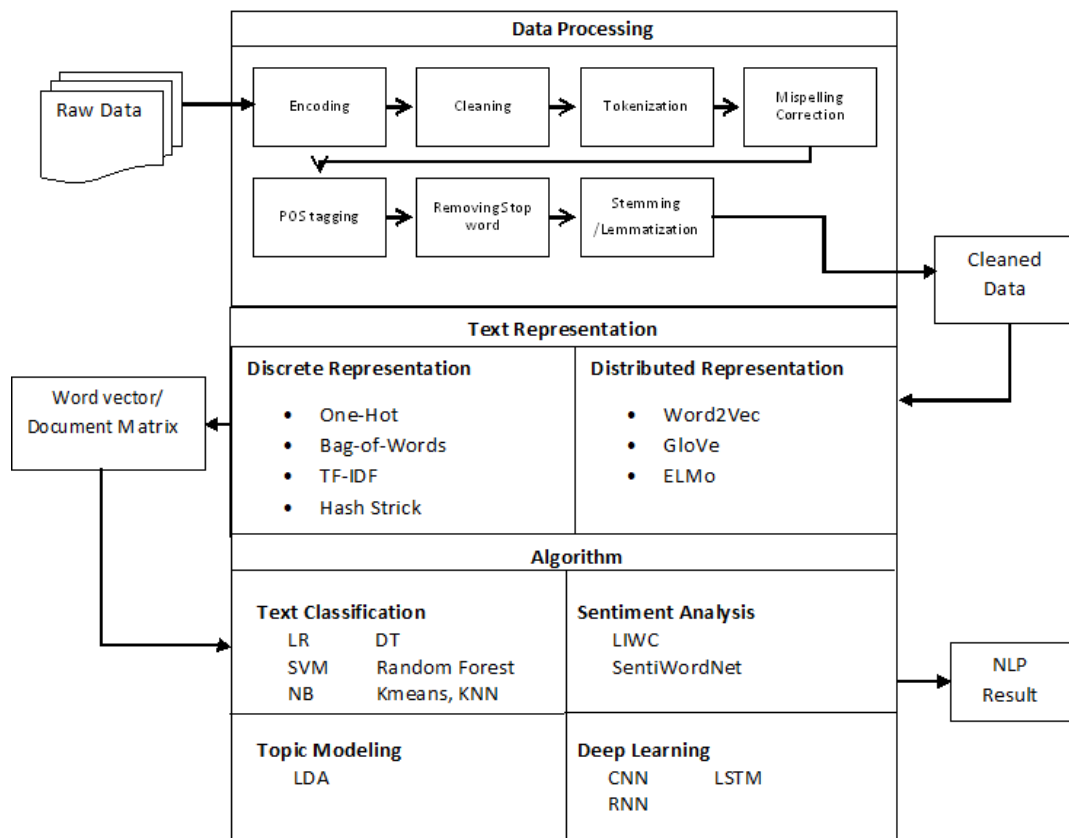 Data Processing
Raw Data
Encoding
Cleaning
Tokenization
Mispelling
Correction
POS tagging
Removing Stop
word
Stemming
/Lemmatization
Cleaned
Data
Text Representation
Discrete Representation
• One-Hot
• Bag-of-Words
• TF-IDF
• Hash Strick
Distributed Representation
• Word2Vec
• GloVe
• ELMo
Word vector/
Document Matrix
Algorithm
Text Classification
LR DT
SVM Random Forest
NB Kmeans, KNN
Sentiment Analysis
LIWC
SentiWordNet
NLP
Result
Topic Modeling
LDA
Deep Learning
CNN LSTM
RNN